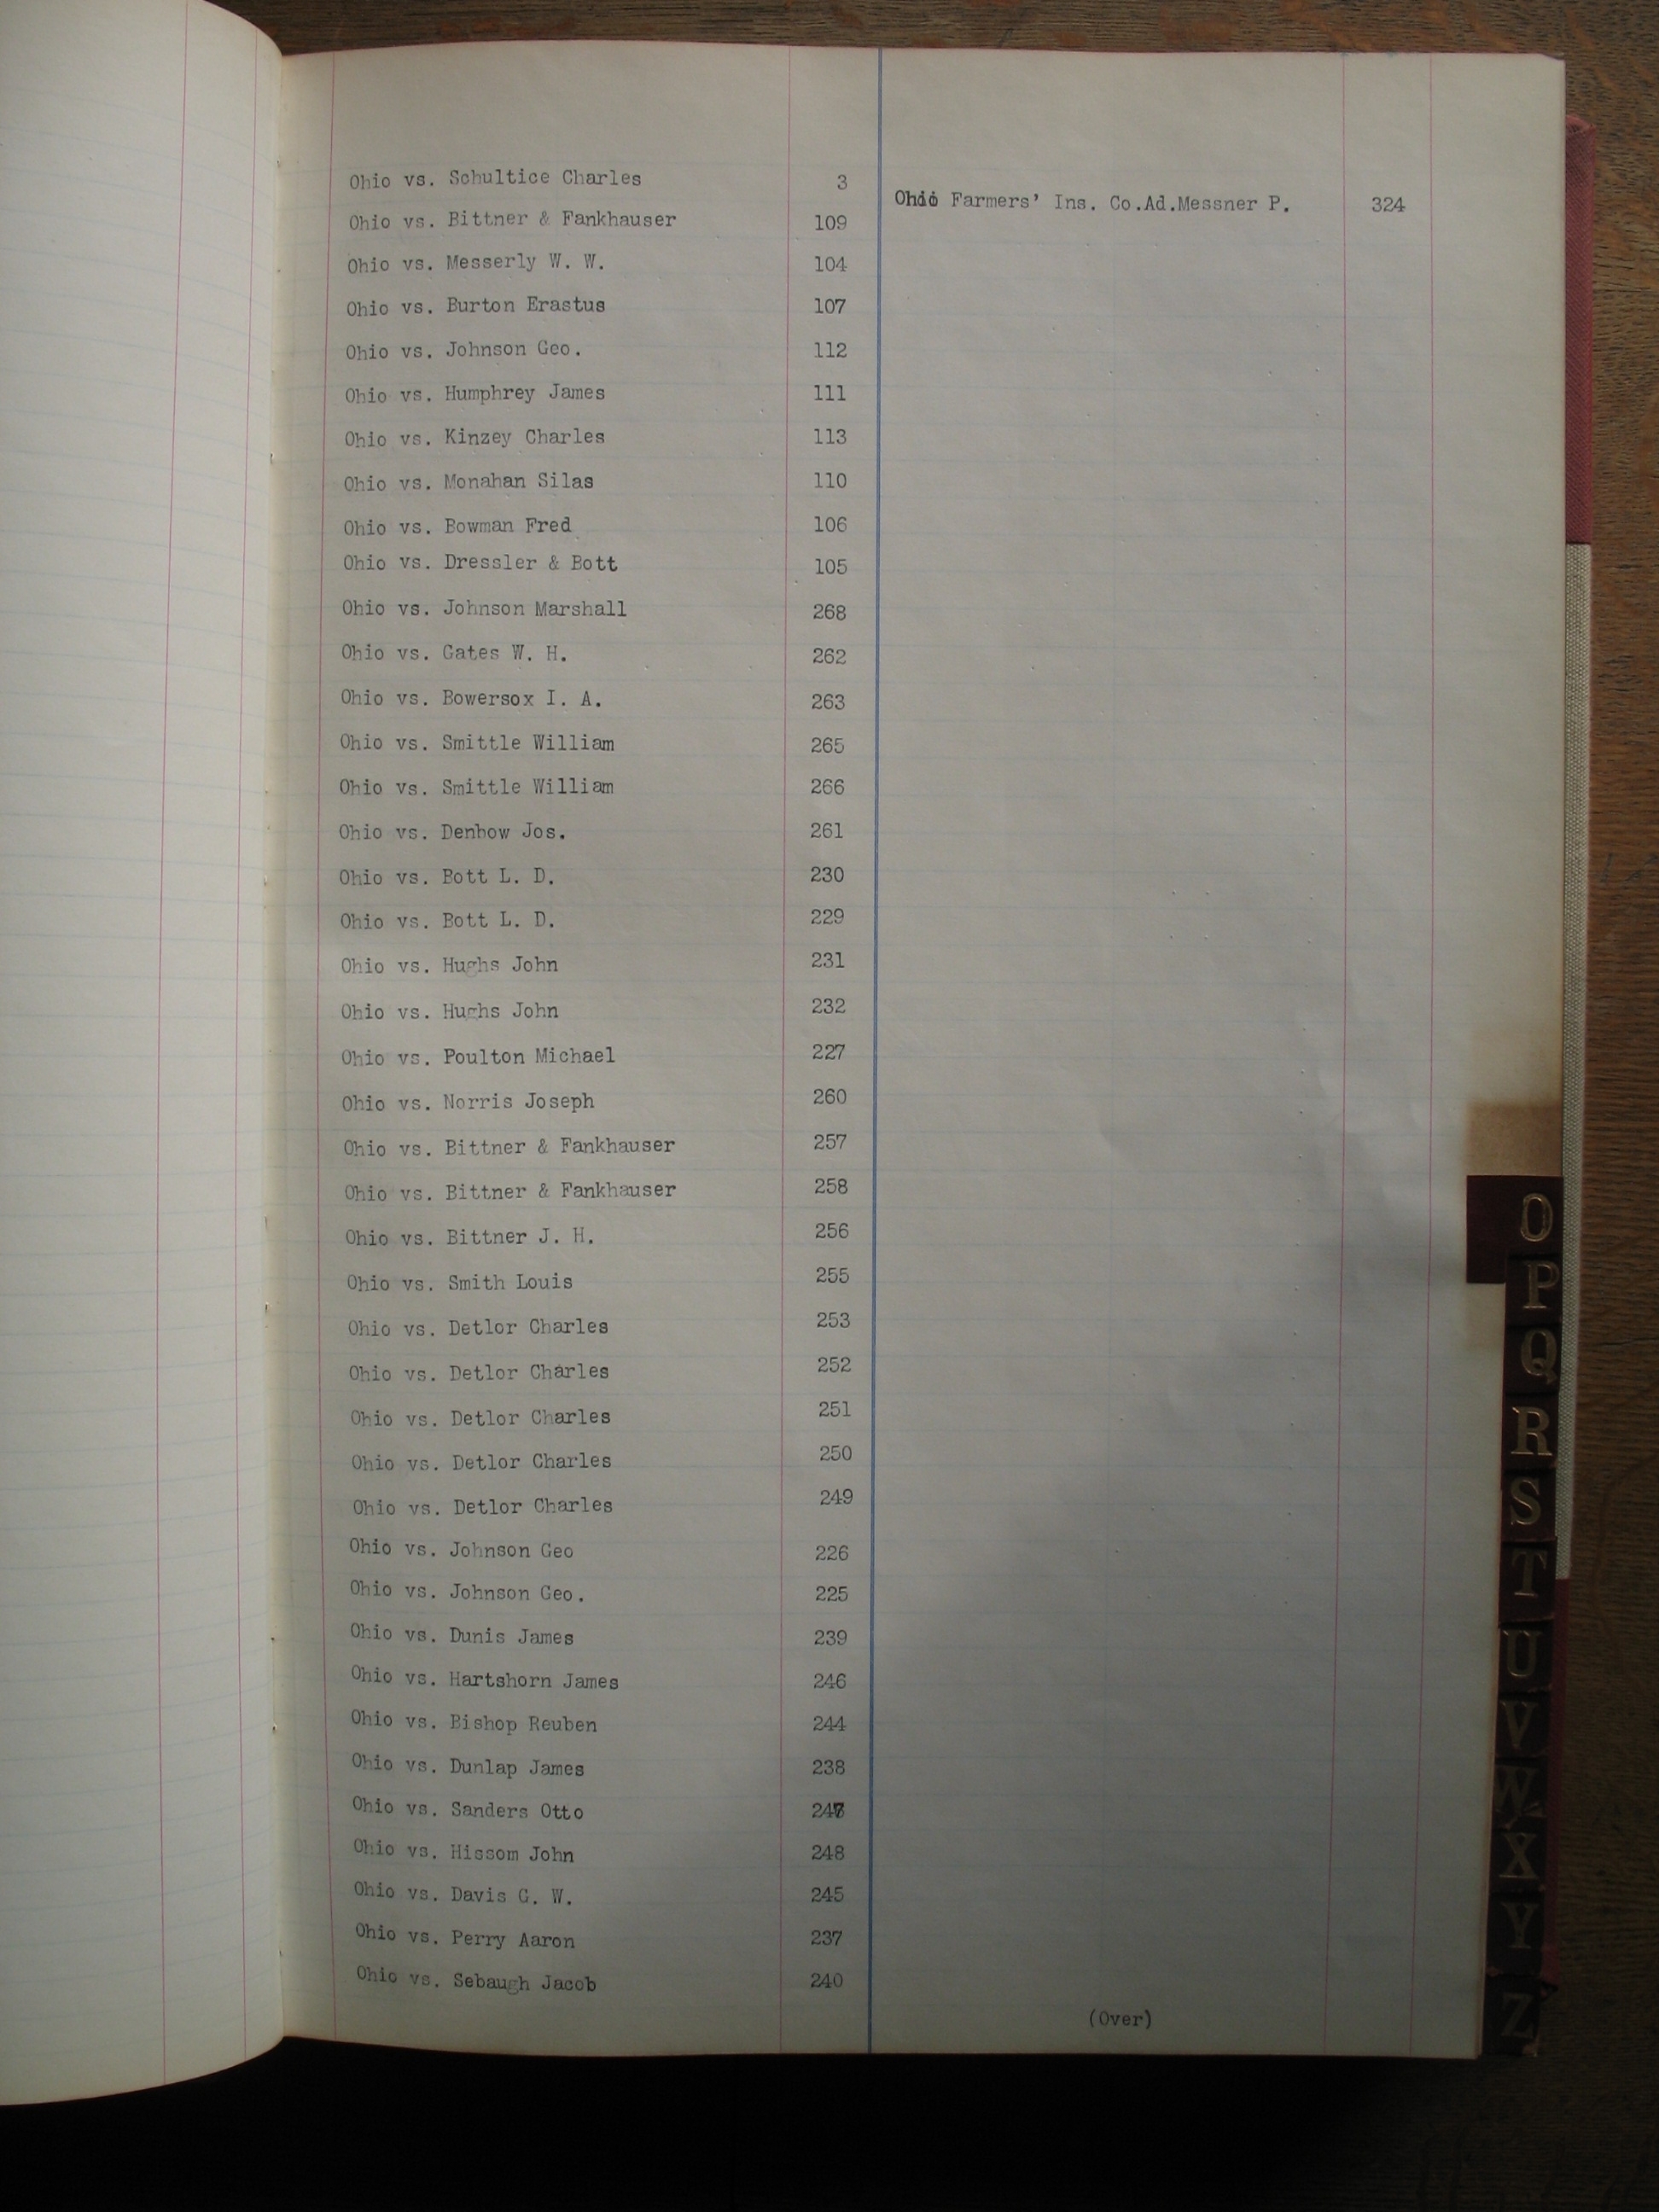 Ohio vs. Schultice Charles 3
Ohio vs. Bittner & Fankhauser 109
Ohio vs. Messerly W. W. 104
Ohio vs. Burton Erastus 107
Ohio vs. Johnson Geo. 112
Ohio vs. Humphrey James 111
Ohio vs. Kinzey Charles 113
Ohio vs. Monahan Silas 110
Ohio vs. Bowman Fred 106
Ohio vs. Dressler & Bott 105
Ohio vs. Johnson Marshall 268
Ohio vs. Gates W. H. 262
Ohio vs. Bowersox I. A. 263
Ohio vs. Smittle William 265
Ohio vs. Smittle William 266
Ohio vs. Denbow Jos. 261
Ohio vs. Bott L. D. 230
Ohio vs. Bott L. D. 229
Ohio vs. Hughs John 231
Ohio vs. Hughs John 232
Ohio vs. Poulton Michael 227
Ohio vs. Norris Joseph 260
Ohio vs. Bittner & Fankhauser 257
Ohio vs. Bittner & Fankhauser 258
Ohio vs. Bittner J. H. 256
Ohio vs. Smith Louis 255
Ohio vs. Detlor Charles 253
Ohio vs. Detlor Charles 252
Ohio vs. Detlor Charles 251
Ohio vs. Detlor Charles 250
Ohio vs. Detlor Charles 249
Ohio vs. Johnson Geo 226
Ohio vs. Johnson Geo. 225
Ohio vs. Dunis James 239
Ohio vs. Hartshorn James 246
Ohio vs. Bishop Reuben 244
Ohio vs. Dunlap James 238
Ohio vs. Sanders Otto
Ohio vs. Hissom John 248
Ohio vs. Davis G. W. 245
Ohio vs. Perry Aaron 237
Ohio vs. Sebaugh Jacob 240
Ohio Farmers' Ins. Co.Ad.Messner P. 324
(Over)
O
P
Q
R
S
T
U
V
W
X
Y
Z